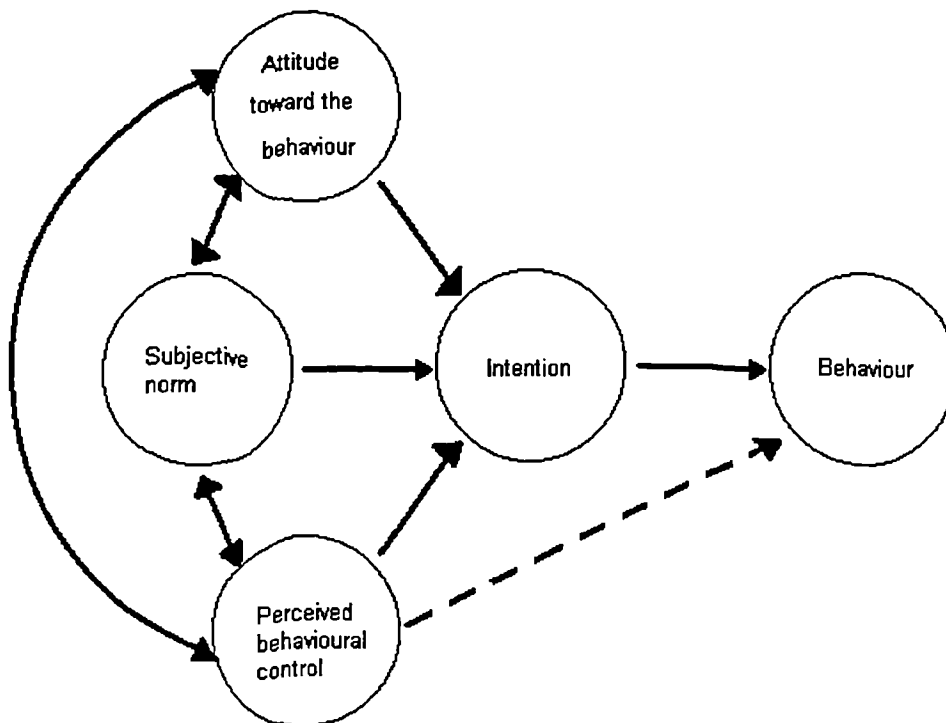 Attitude
toward the
behaviour
Subjective
norm
Intention
Behaviour
Perceived
behavioural
control